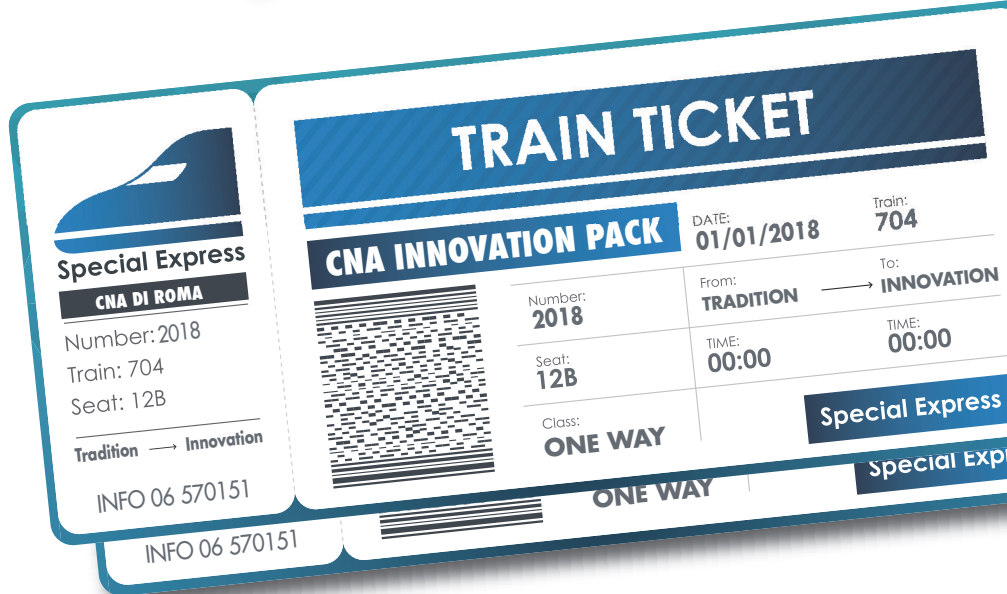 Special Express
CNA DI ROMA
Number: 2018
Train: 704
Seat: 12B
Tradition → Innovation
INFO 06 570151
TRAIN TICKET
CNA INNOVATION PACK
DATE:
01/01/2018
Train:
704
Number:
2018
From:
TRADITION →
To:
INNOVATION
Seat:
12B
TIME:
00:00
TIME:
00:00
Class:
ONE WAY
Special Express
INFO 06 570151
ONE WAY
Special Exp